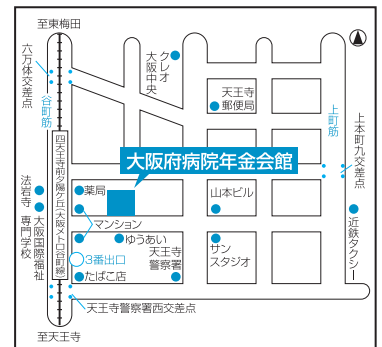 至東梅田
六万体交差点
谷町筋
クレオ
大阪中央
天王寺
郵便局
上町筋
上本町九交差点
四天王寺前夕陽ケ丘(大阪メトロ谷町線)
大阪府病院年金会館
薬局
山本ビル
法岩寺
大阪国際福祉
専門学校
マンション
近鉄タクシー
3番出口
ゆうあい
天王寺
警察署
サン
スタジオ
たばこ店
天王寺警察署西交差点
至天王寺